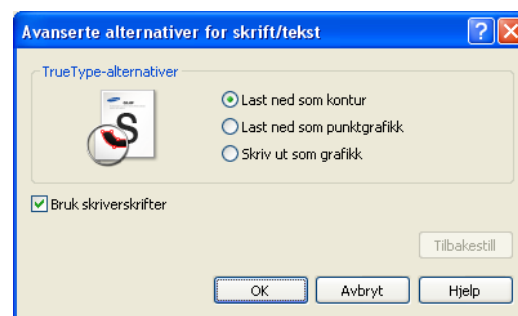 Avanserte alternativer for skrift/tekst
TrueType-alternativer
S
Last ned som kontur
Last ned som punktgrafikk
Skriv ut som grafikk
Bruk skriverskrifter
Tilbakestill
OK Avbryt Hjelp